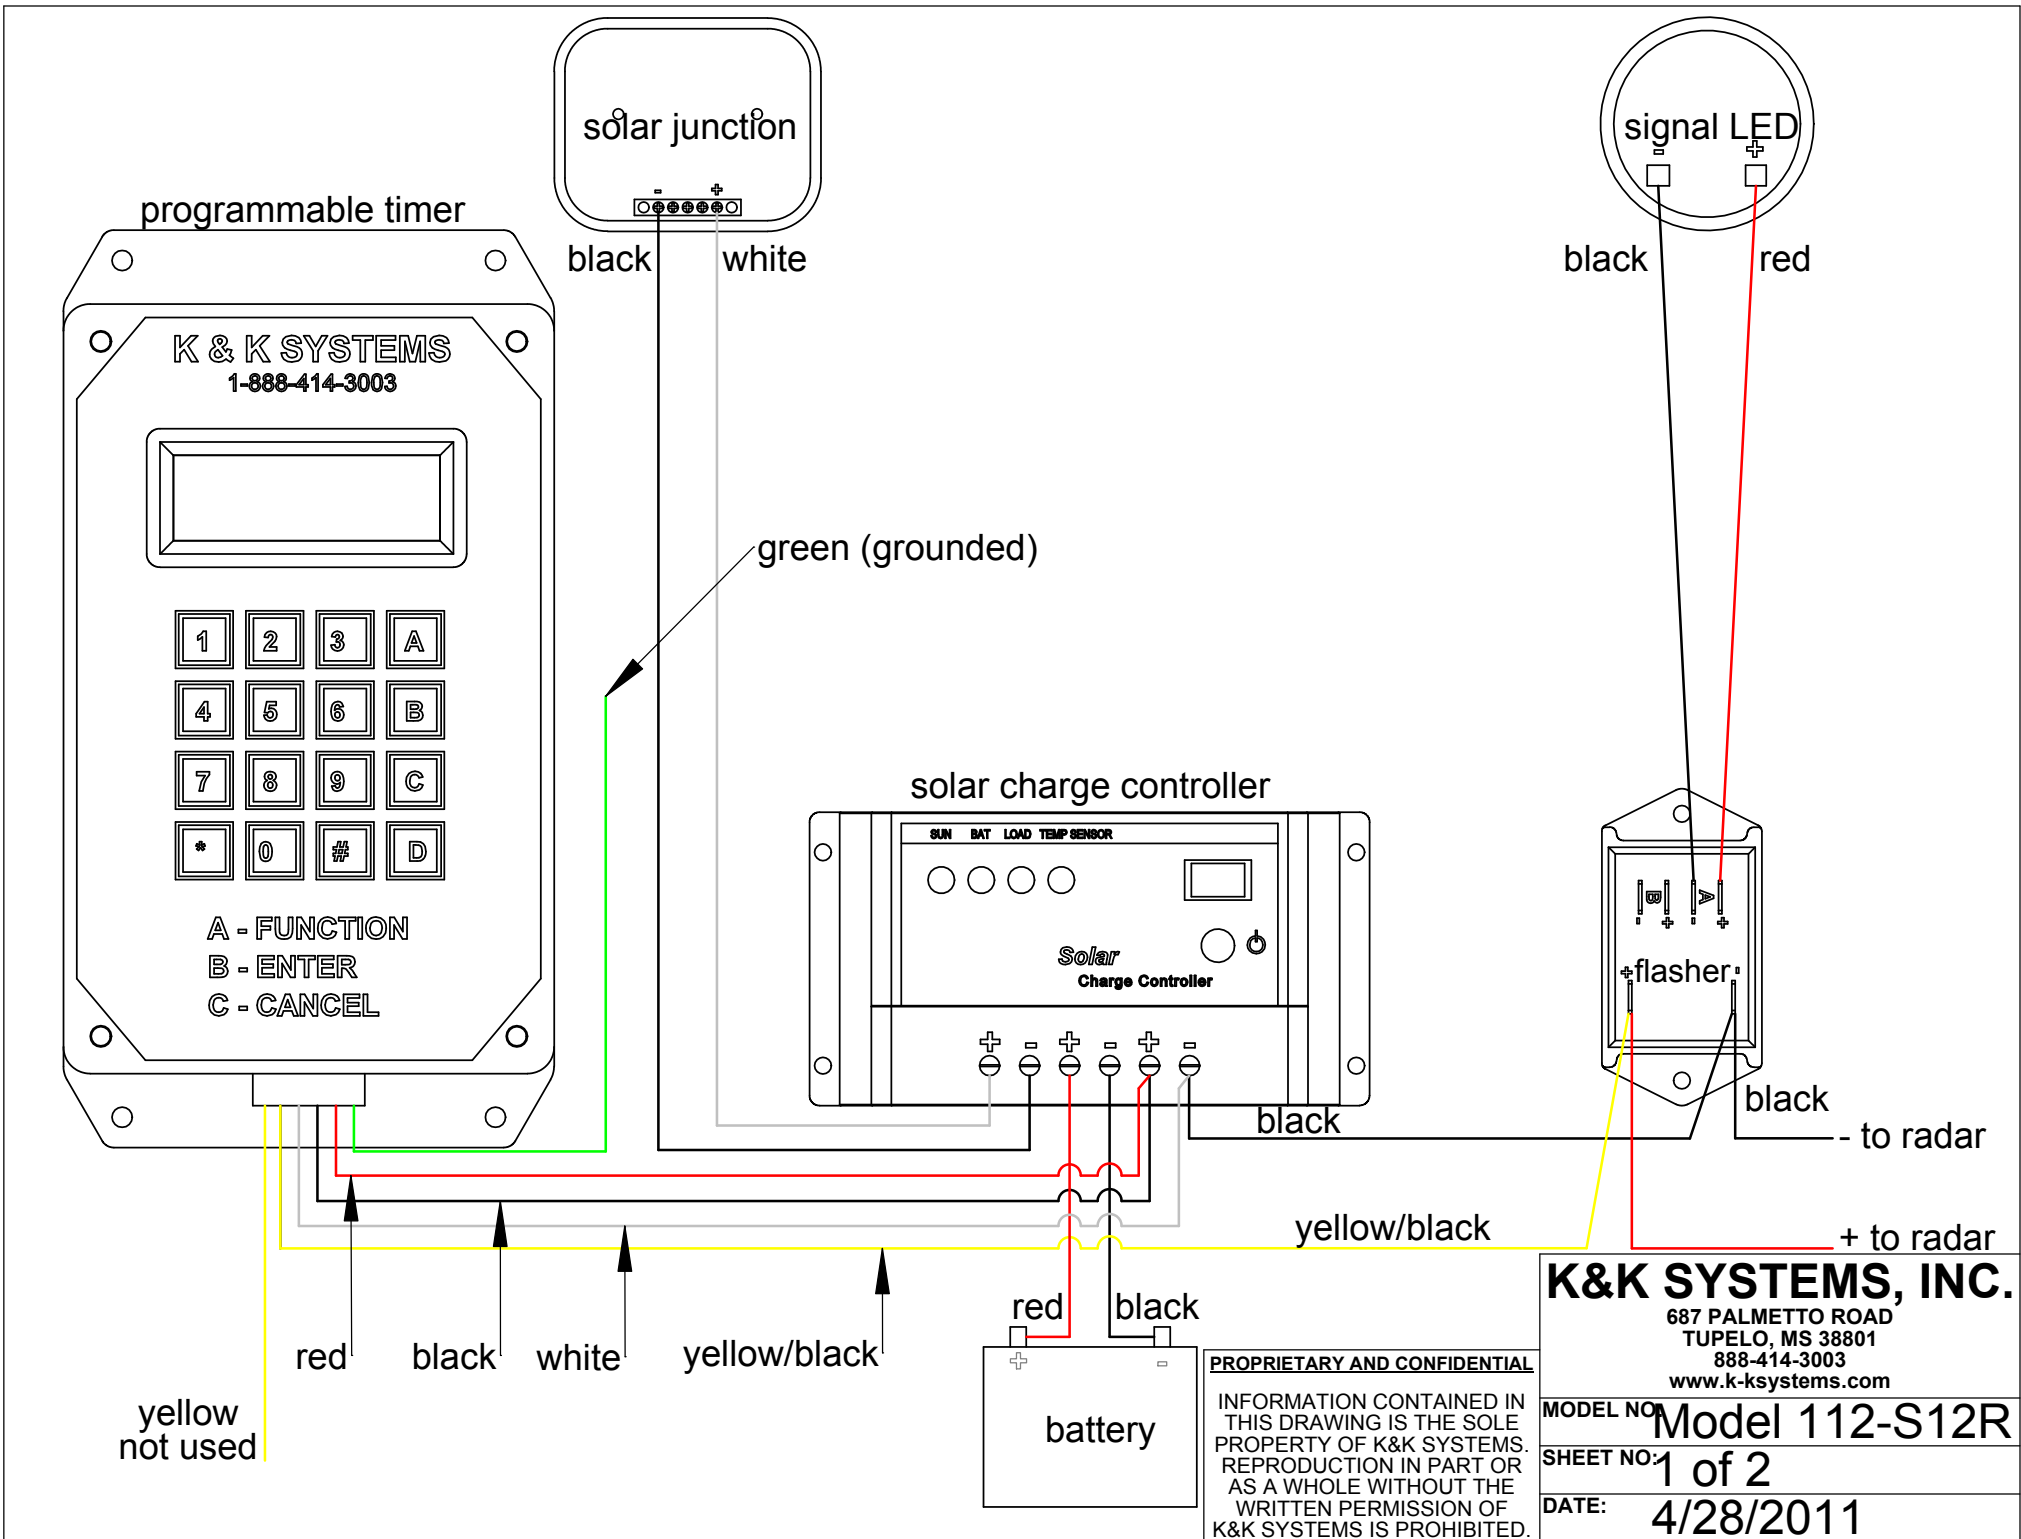 solar junction
- +
black white
signal LED
- +
black red
programmable timer
K & K SYSTEMS
1-888-414-3003
1 2 3 A
4 5 6 B
7 8 9 C
* 0 # D
A - FUNCTION
B - ENTER
C - CANCEL
green (grounded)
solar charge controller
SUN BAT LOAD TEMP SENSOR
Solar
Charge Controller
+ - + - + -
black
B A
- + - +
+ flasher -
black
- to radar
+ to radar
yellow/black
red
black
white
yellow/black
yellow
not used
red black
+ -
battery
PROPRIETARY AND CONFIDENTIAL
INFORMATION CONTAINED IN
THIS DRAWING IS THE SOLE
PROPERTY OF K&K SYSTEMS.
REPRODUCTION IN PART OR
AS A WHOLE WITHOUT THE
WRITTEN PERMISSION OF
K&K SYSTEMS IS PROHIBITED.
K&K SYSTEMS, INC.
687 PALMETTO ROAD
TUPELO, MS 38801
888-414-3003
www.k-ksystems.com
MODEL NO: Model 112-S12R
SHEET NO: 1 of 2
DATE: 4/28/2011